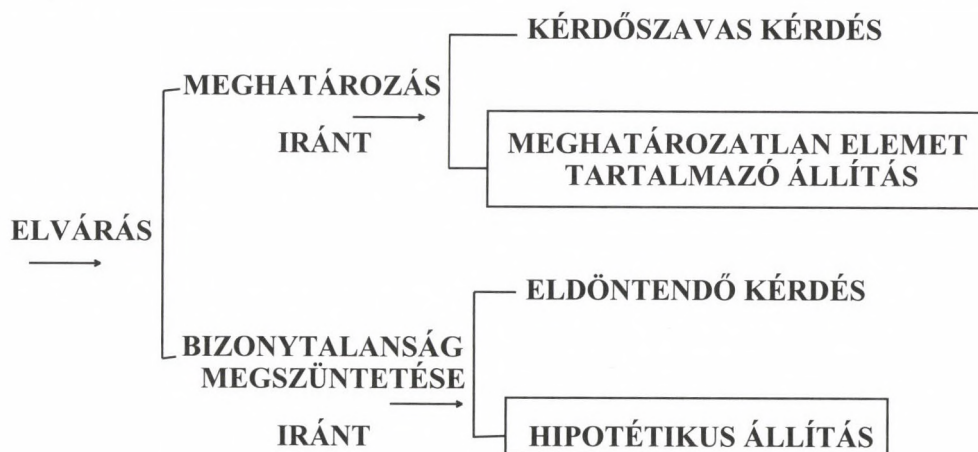 KÉRDŐSZAVAS KÉRDÉS
MEGHATÁROZÁS
IRÁNT
MEGHATÁROZATLAN ELEMET
TARTALMAZÓ ÁLLÍTÁS
ELVÁRÁS
ELDÖNTENDŐ KÉRDÉS
BIZONYTALANSÁG
MEGSZÜNTETÉSE
IRÁNT
HIPOTÉTIKUS ÁLLÍTÁS